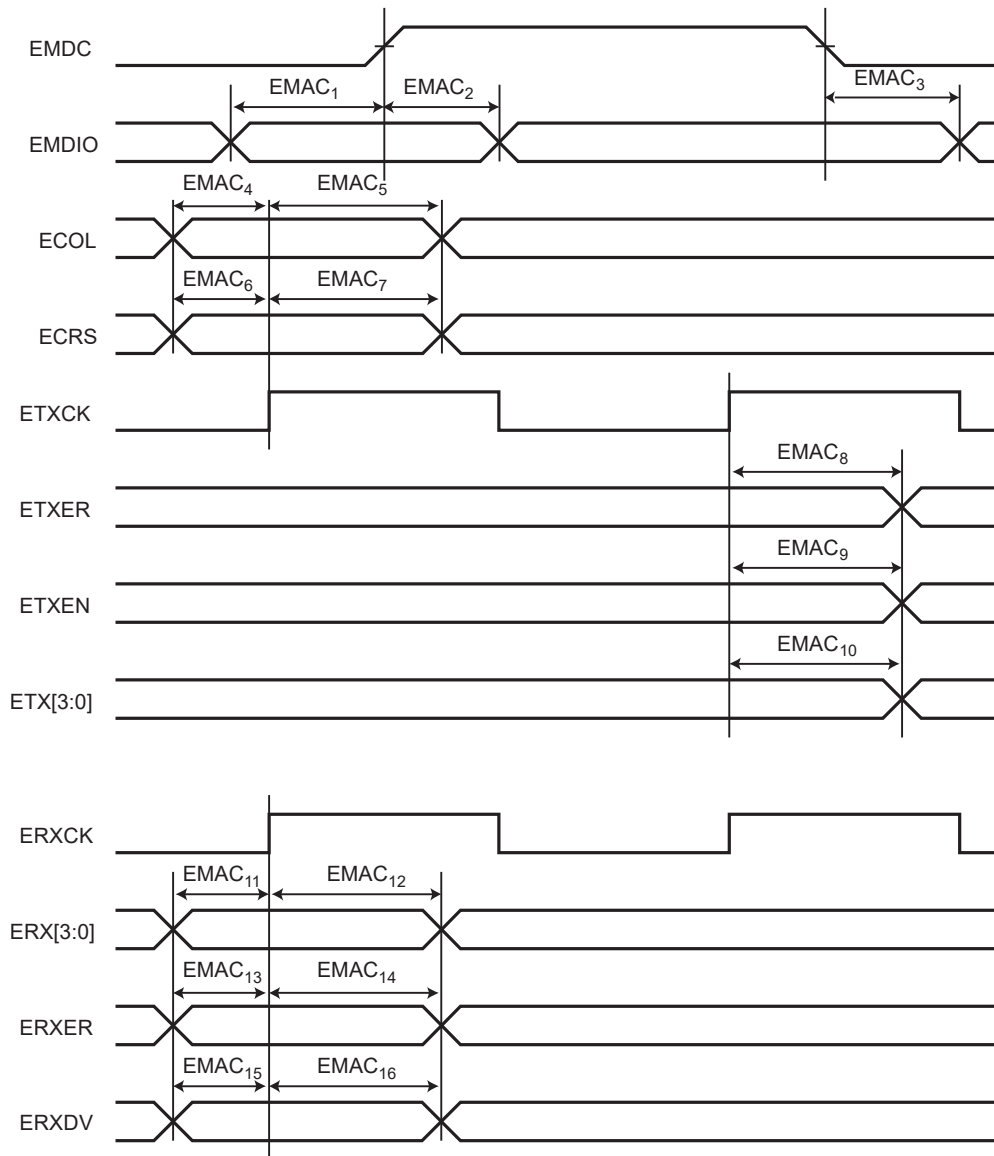 EMDC
EMAC₁ EMAC₂ EMAC₃
EMDIO
EMAC₄ EMAC₅
ECOL
EMAC₆ EMAC₇
ECRS
ETXCK
EMAC₈
ETXER
EMAC₉
ETXEN
EMAC₁₀
ETX[3:0]
ERXCK
EMAC₁₁ EMAC₁₂
ERX[3:0]
EMAC₁₃ EMAC₁₄
ERXER
EMAC₁₅ EMAC₁₆
ERXDV